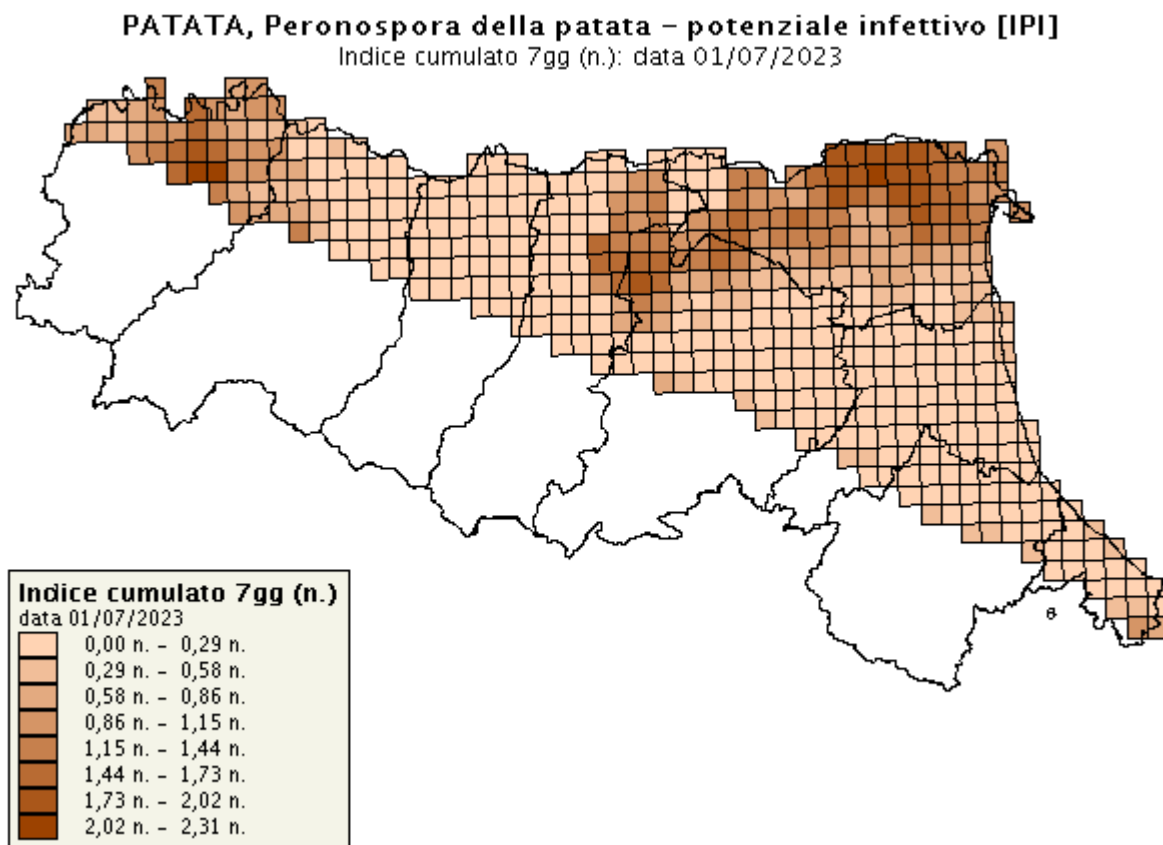 PATATA, Peronospora della patata – potenziale infettivo [IPI]
Indice cumulato 7gg (n.): data 01/07/2023
Indice cumulato 7gg (n.)
data 01/07/2023
0,00 n. – 0,29 n.
0,29 n. – 0,58 n.
0,58 n. – 0,86 n.
0,86 n. – 1,15 n.
1,15 n. – 1,44 n.
1,44 n. – 1,73 n.
1,73 n. – 2,02 n.
2,02 n. – 2,31 n.